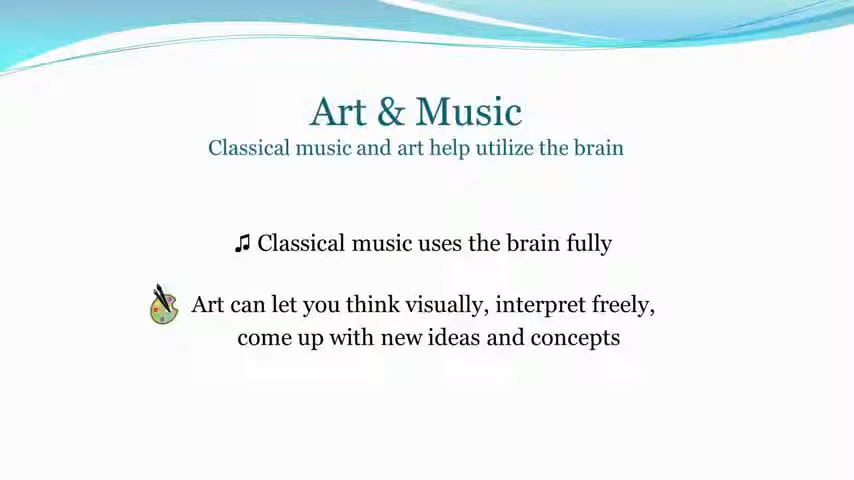 Art & Music
Classical music and art help utilize the brain
♫ Classical music uses the brain fully
Art can let you think visually, interpret freely,
come up with new ideas and concepts